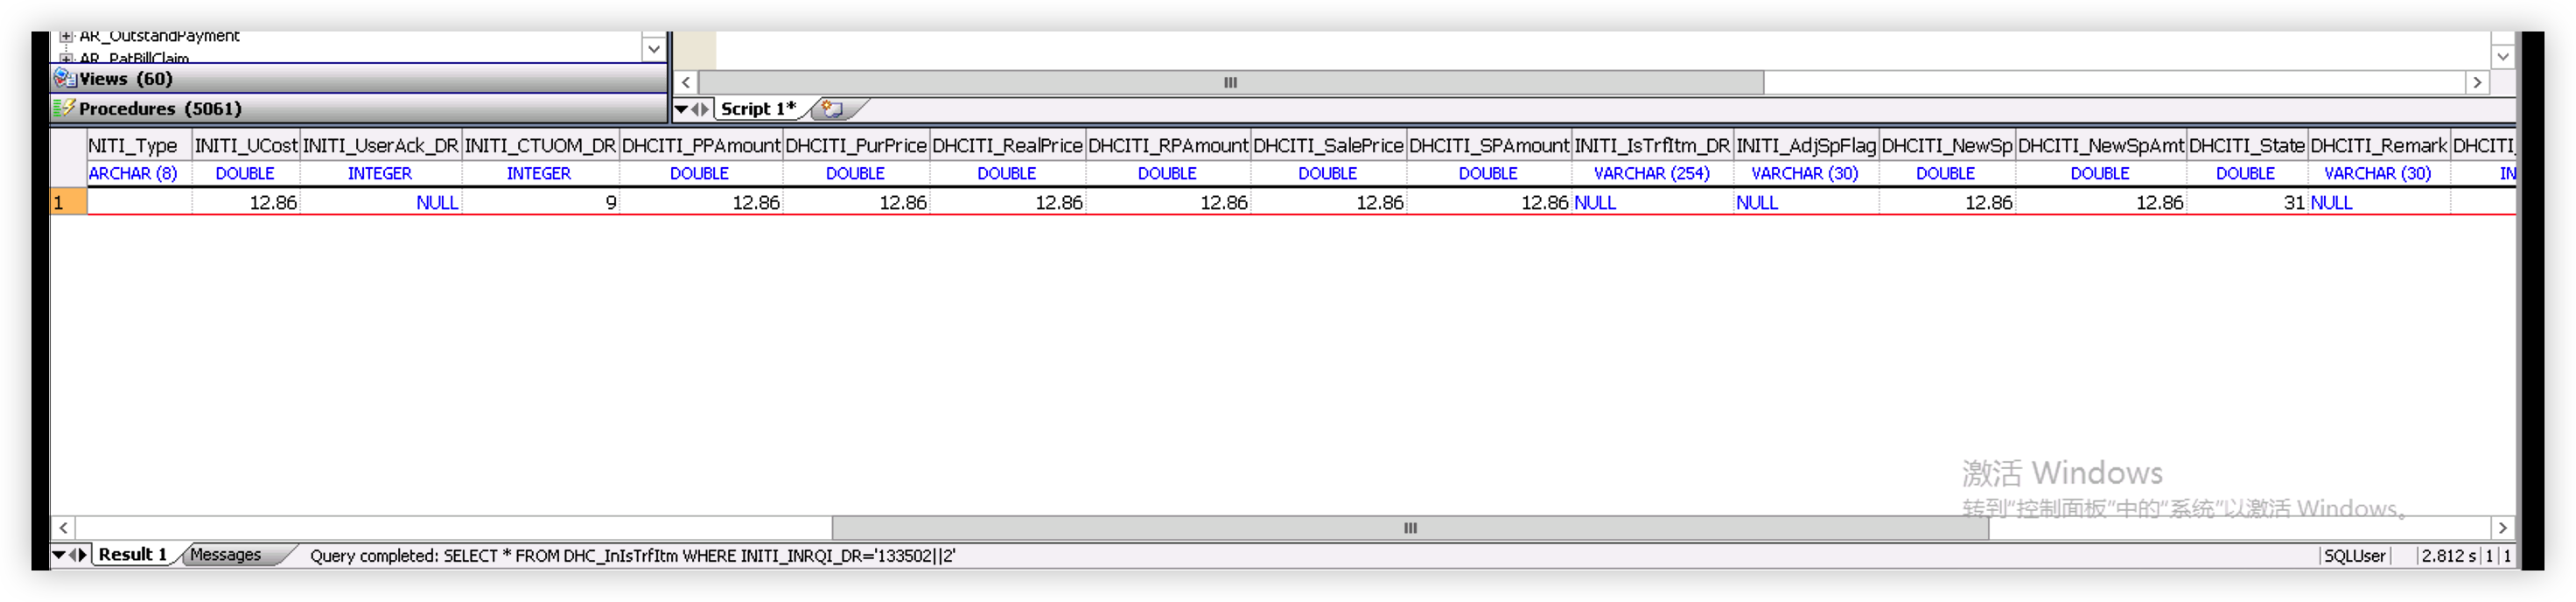 AR_OutstandPayment
AR_PatBillClaim
Views (60)
Procedures (5061)
Script 1*
NITI_Type INITI_UCost INITI_UserAck_DR INITI_CTUOM_DR DHCITI_PPAmount DHCITI_PurPrice DHCITI_RealPrice DHCITI_RPAmount DHCITI_SalePrice DHCITI_SPAmount INITI_IsTrfItm_DR INITI_AdjSpFlag DHCITI_NewSp DHCITI_NewSpAmt DHCITI_State DHCITI_Remark DHCITI_
ARCHAR (8) DOUBLE INTEGER INTEGER DOUBLE DOUBLE DOUBLE DOUBLE DOUBLE DOUBLE VARCHAR (254) VARCHAR (30) DOUBLE DOUBLE DOUBLE VARCHAR (30) IN
1 12.86 NULL 9 12.86 12.86 12.86 12.86 12.86 12.86 NULL NULL 12.86 12.86 31 NULL
激活 Windows
转到“控制面板”中的“系统”以激活 Windows。
Result 1 Messages Query completed: SELECT * FROM DHC_InIsTrfItm WHERE INITI_INRQI_DR='133502||2' SQLUser 2.812 s 1 1